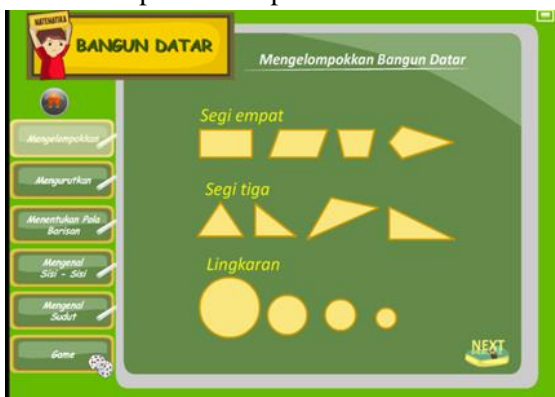 MATEMATIKA
BANGUN DATAR
Mengelompokkan Bangun Datar
Segi empat
Mengelompokkan
Mengurutkan
Segi tiga
Menentukan Pola
Barisan
Lingkaran
Mengenal
Sisi - Sisi
Mengenal
Sudut
Game
NEXT